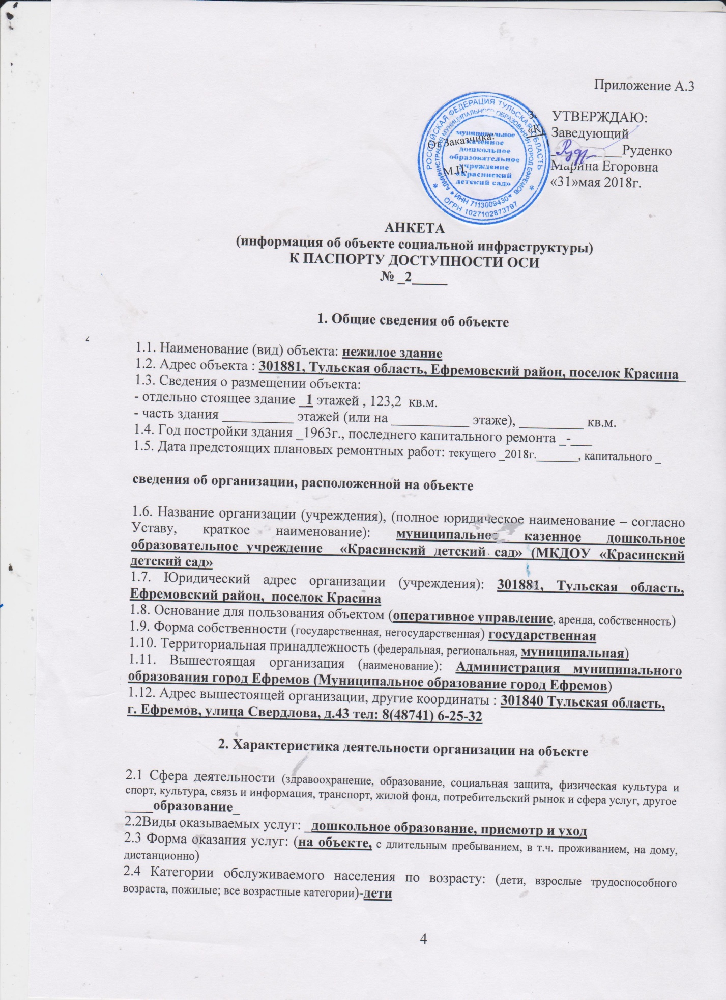 Приложение А.3
УТВЕРЖДАЮ:
Заведующий
__________Руденко
Марина Егоровна
«31»мая 2018г.
От Заказчика:
М.П.
РОССИЙСКАЯ ФЕДЕРАЦИЯ ТУЛЬСКАЯ ОБЛАСТЬ
АДМИНИСТРАЦИЯ МУНИЦИПАЛЬНОГО ОБРАЗОВАНИЯ ГОРОД ЕФРЕМОВ
муниципальное
казенное
дошкольное
образовательное
учреждение
«Красинский
детский сад»
* ИНН 7113009430 *
* ОГРН 1027102873797 *
АНКЕТА
(информация об объекте социальной инфраструктуры)
К ПАСПОРТУ ДОСТУПНОСТИ ОСИ
№ _2_____
1. Общие сведения об объекте
1.1. Наименование (вид) объекта: нежилое здание
1.2. Адрес объекта : 301881, Тульская область, Ефремовский район, поселок Красина_
1.3. Сведения о размещении объекта:
- отдельно стоящее здание _1 этажей , 123,2 кв.м.
- часть здания __________ этажей (или на ___________ этаже), _________ кв.м.
1.4. Год постройки здания _1963г., последнего капитального ремонта _-___
1.5. Дата предстоящих плановых ремонтных работ: текущего _2018г._______, капитального _
сведения об организации, расположенной на объекте
1.6. Название организации (учреждения), (полное юридическое наименование – согласно
Уставу, краткое наименование): муниципальное казенное дошкольное
образовательное учреждение «Красинский детский сад» (МКДОУ «Красинский
детский сад»
1.7. Юридический адрес организации (учреждения): 301881, Тульская область,
Ефремовский район, поселок Красина
1.8. Основание для пользования объектом (оперативное управление, аренда, собственность)
1.9. Форма собственности (государственная, негосударственная) государственная
1.10. Территориальная принадлежность (федеральная, региональная, муниципальная)
1.11. Вышестоящая организация (наименование): Администрация муниципального
образования город Ефремов (Муниципальное образование город Ефремов)
1.12. Адрес вышестоящей организации, другие координаты : 301840 Тульская область,
г. Ефремов, улица Свердлова, д.43 тел: 8(48741) 6-25-32
2. Характеристика деятельности организации на объекте
2.1 Сфера деятельности (здравоохранение, образование, социальная защита, физическая культура и
спорт, культура, связь и информация, транспорт, жилой фонд, потребительский рынок и сфера услуг, другое
____образование_
2.2Виды оказываемых услуг: _дошкольное образование, присмотр и уход
2.3 Форма оказания услуг: (на объекте, с длительным пребыванием, в т.ч. проживанием, на дому,
дистанционно)
2.4 Категории обслуживаемого населения по возрасту: (дети, взрослые трудоспособного
возраста, пожилые; все возрастные категории)-дети
4